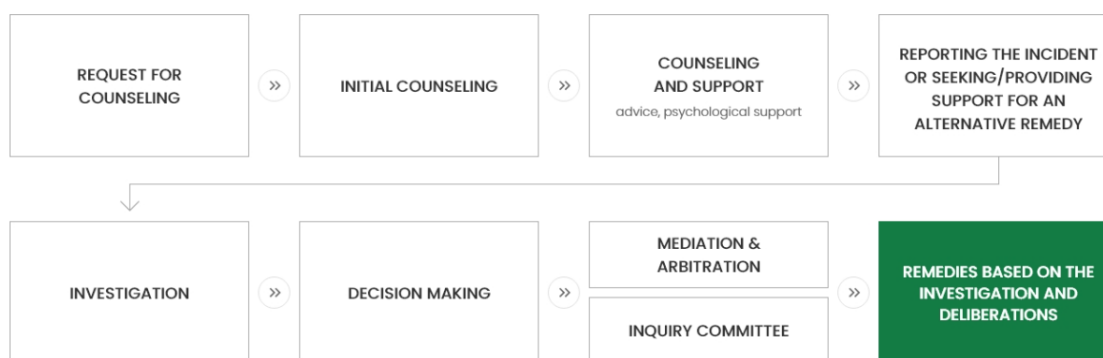 REQUEST FOR
COUNSELING
INITIAL COUNSELING
COUNSELING
AND SUPPORT
advice, psychological support
REPORTING THE INCIDENT
OR SEEKING/PROVIDING
SUPPORT FOR AN
ALTERNATIVE REMEDY
INVESTIGATION
DECISION MAKING
MEDIATION &
ARBITRATION
INQUIRY COMMITTEE
REMEDIES BASED ON THE
INVESTIGATION AND
DELIBERATIONS